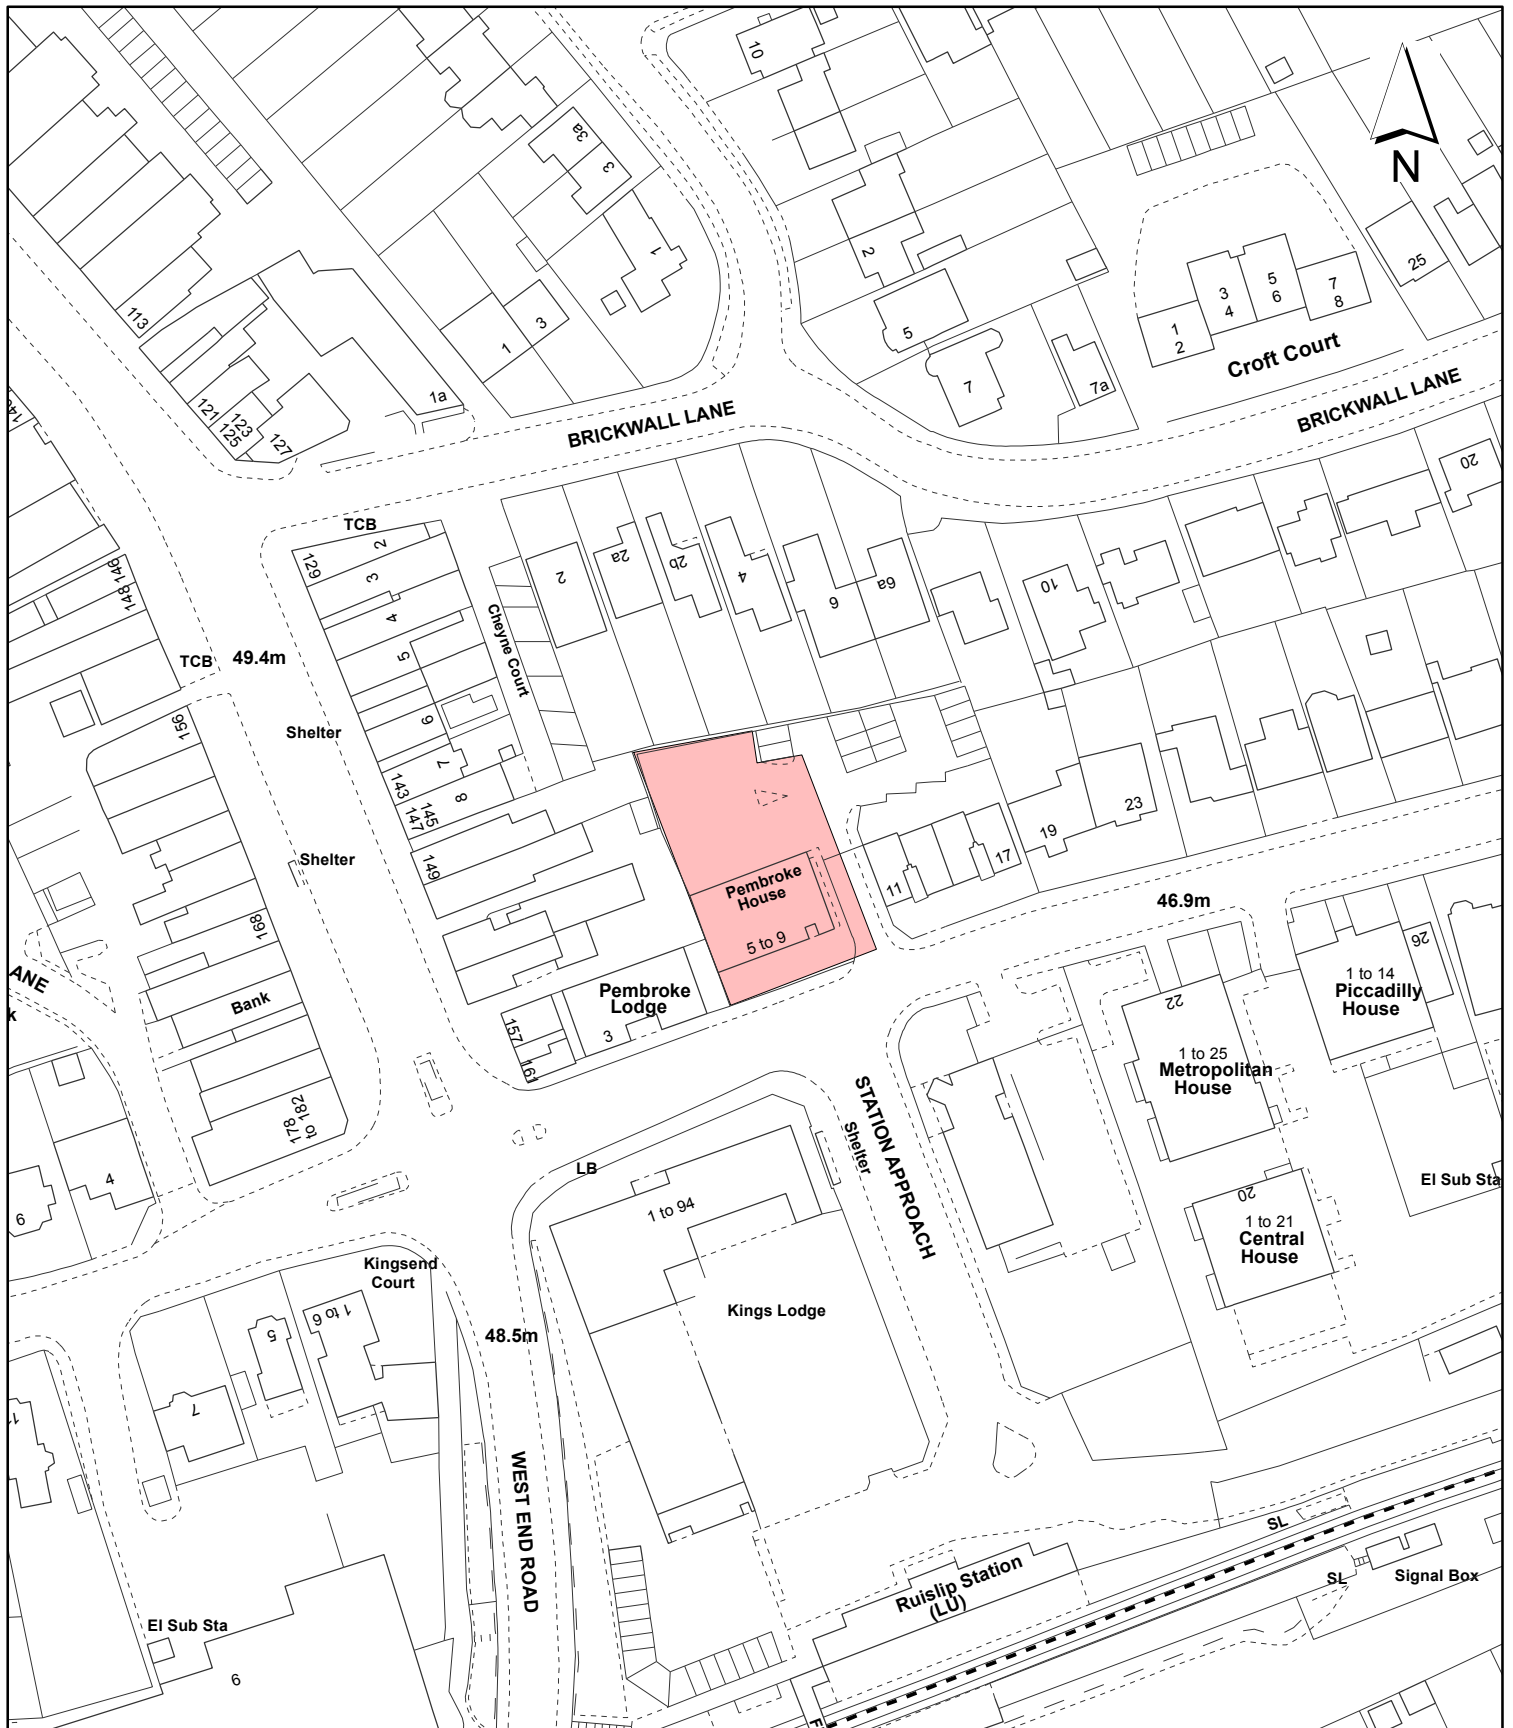 10
N
3a
3
1
2
25
3
4
5
6
7
8
1
2
Croft Court
113
3
1
5
7
7a
1a
121
123
125
127
BRICKWALL LANE
BRICKWALL LANE
20
TCB
129
2
3
4
5
6
7
8
Cheyne Court
2
2a
2b
4
6
6a
10
146
148
TCB
49.4m
156
Shelter
143
145
147
149
Shelter
168
Bank
ANE
k
Pembroke
House
5 to 9
11
17
19
23
46.9m
26
1 to 14
Piccadilly
House
22
1 to 25
Metropolitan
House
Pembroke
Lodge
3
157
161
178
to 182
4
6
STATION APPROACH
Shelter
LB
1 to 94
El Sub Sta
20
1 to 21
Central
House
Kingsend
Court
1 to 6
5
7
48.5m
Kings Lodge
WEST END ROAD
Ruislip Station
(LU)
SL
SL
Signal Box
El Sub Sta
6